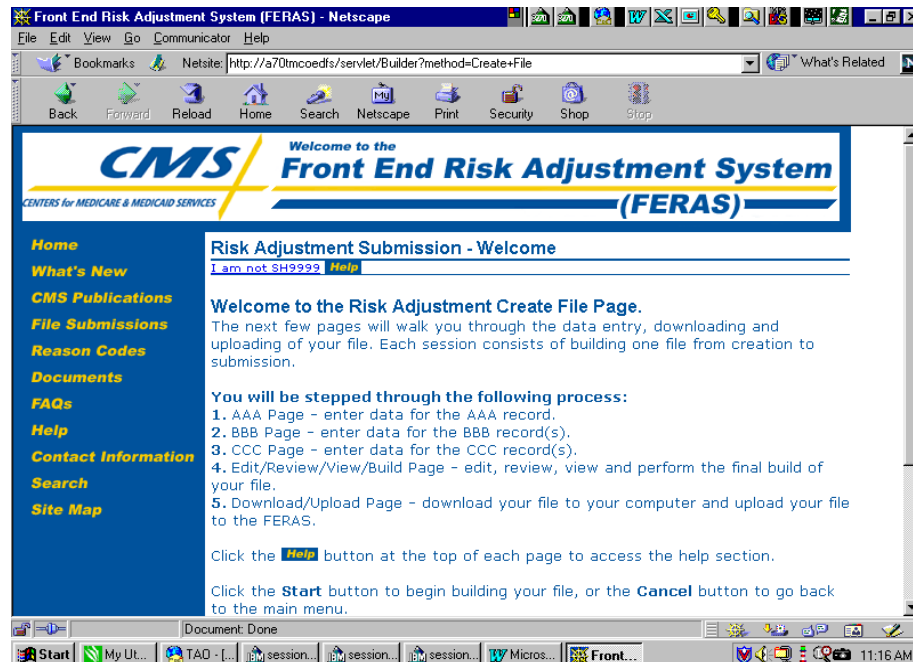 Front End Risk Adjustment System (FERAS) - Netscape
File Edit View Go Communicator Help
Bookmarks Netsite: http://a70tmcoedfs/servlet/Builder?method=Create+File What's Related
My
Back Forward Reload Home Search Netscape Print Security Shop Stop
CMS
CENTERS for MEDICARE & MEDICAID SERVICES
Welcome to the
Front End Risk Adjustment System
(FERAS)
Home
What's New
CMS Publications
File Submissions
Reason Codes
Documents
FAQs
Help
Contact Information
Search
Site Map
Risk Adjustment Submission - Welcome
I am not SH9999 Help
Welcome to the Risk Adjustment Create File Page.
The next few pages will walk you through the data entry, downloading and
uploading of your file. Each session consists of building one file from creation to
submission.
You will be stepped through the following process:
1. AAA Page - enter data for the AAA record.
2. BBB Page - enter data for the BBB record(s).
3. CCC Page - enter data for the CCC record(s).
4. Edit/Review/View/Build Page - edit, review, view and perform the final build of
your file.
5. Download/Upload Page - download your file to your computer and upload your file
to the FERAS.
Click the Help button at the top of each page to access the help section.
Click the Start button to begin building your file, or the Cancel button to go back
to the main menu.
Document: Done
Start My Ut... TAO - [... session... session... session... Micros... Front... 11:16 AM